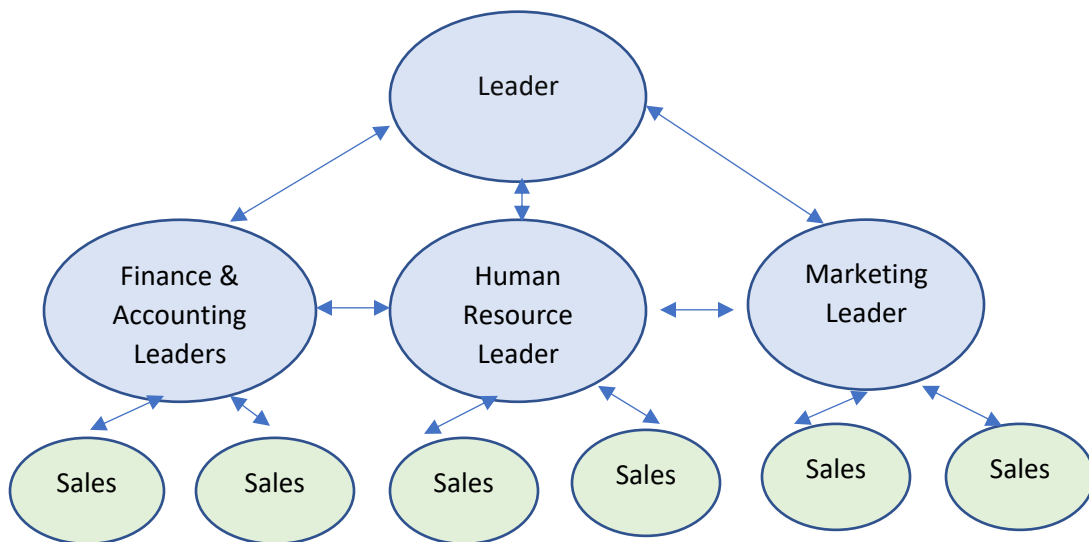 Leader
Finance &
Accounting
Leaders
Human
Resource
Leader
Marketing
Leader
Sales
Sales
Sales
Sales
Sales
Sales